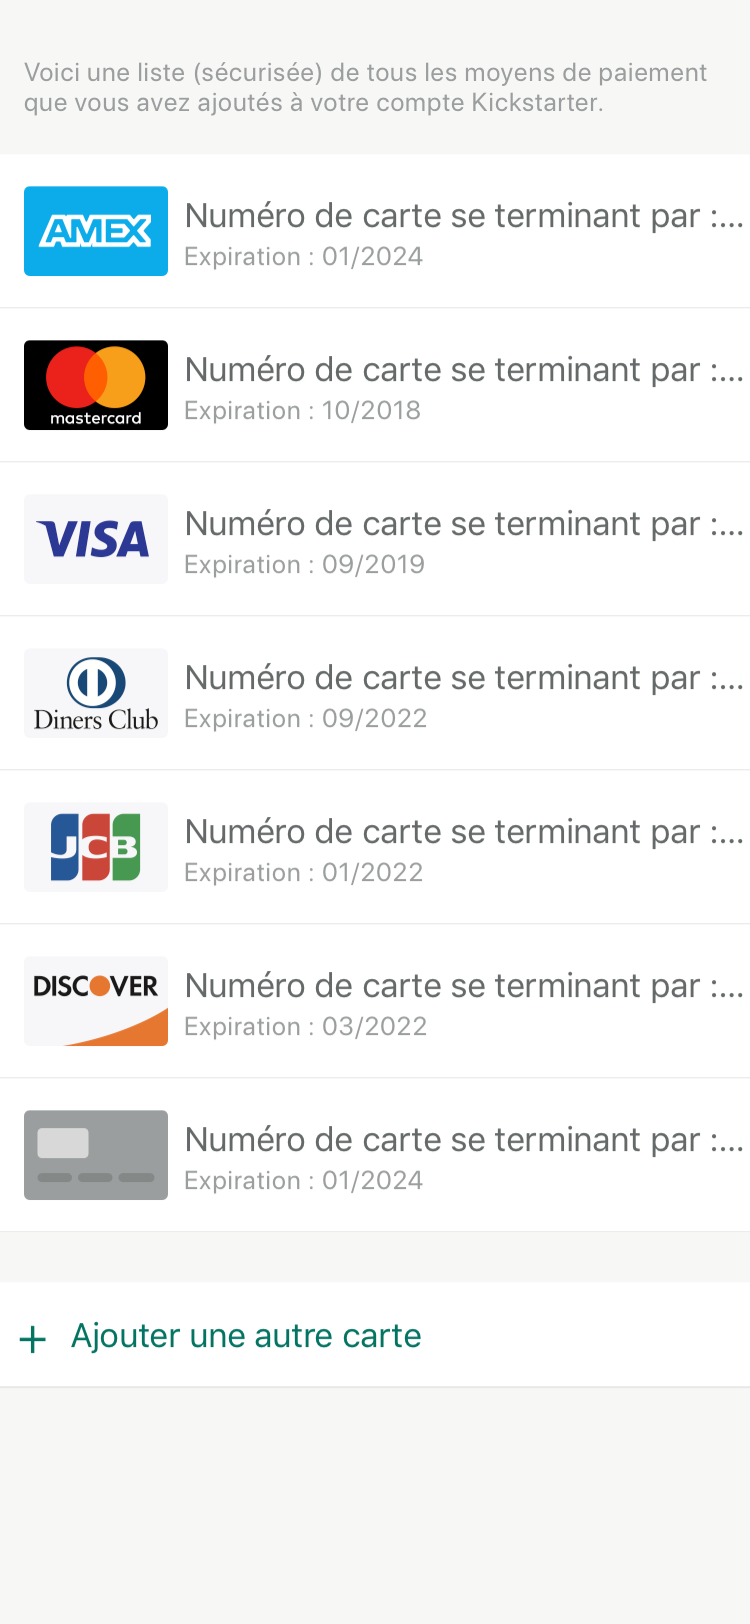 Voici une liste (sécurisée) de tous les moyens de paiement
que vous avez ajoutés à votre compte Kickstarter.
AMEX
Numéro de carte se terminant par :...
Expiration : 01/2024
mastercard
Numéro de carte se terminant par :...
Expiration : 10/2018
VISA
Numéro de carte se terminant par :...
Expiration : 09/2019
Diners Club
Numéro de carte se terminant par :...
Expiration : 09/2022
JCB
Numéro de carte se terminant par :...
Expiration : 01/2022
DISCOVER
Numéro de carte se terminant par :...
Expiration : 03/2022
Numéro de carte se terminant par :...
Expiration : 01/2024
+ Ajouter une autre carte